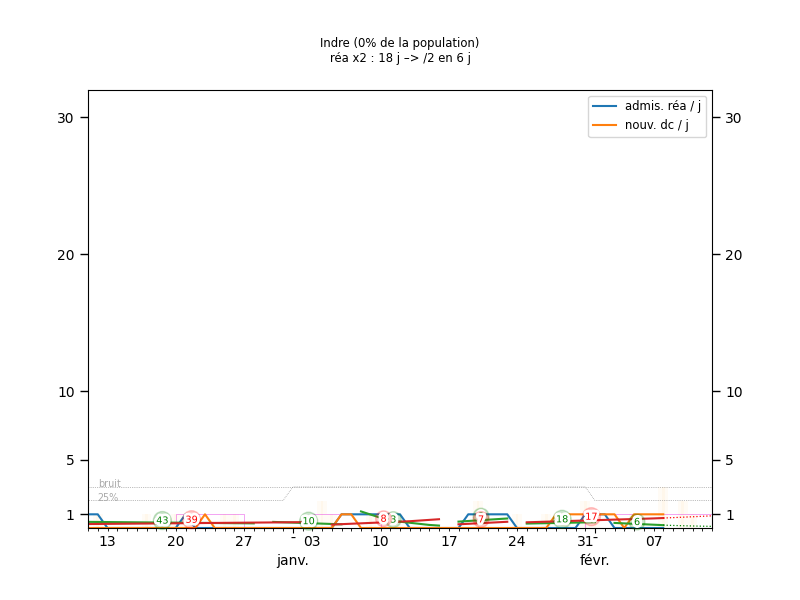 Indre (0% de la population)
réa x2 : 18 j –> /2 en 6 j
admis. réa / j
nouv. dc / j
30 30
20 20
10 10
5 5
bruit
25%
1 1
43 39 10 8 3 7 18 17 6
13 20 27 - 03 10 17 24 31- 07
janv. févr.